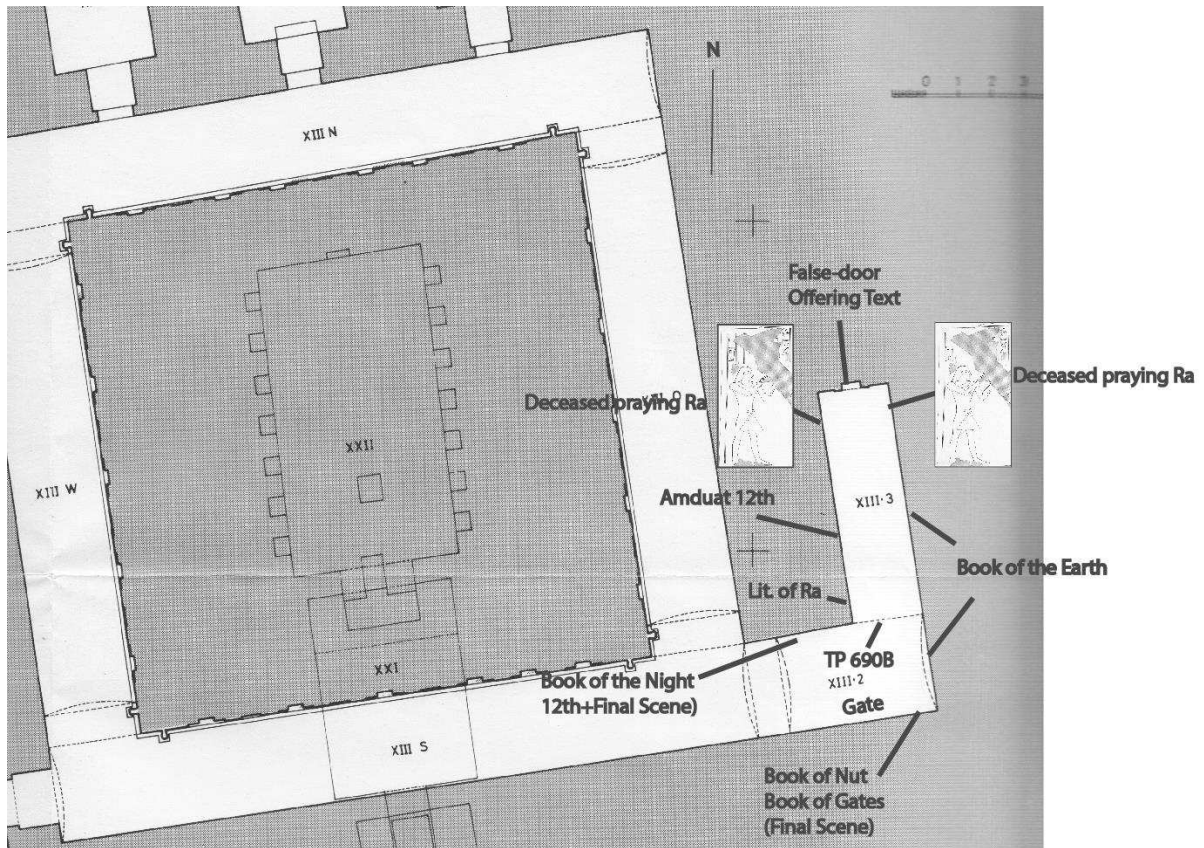 XIII N
N
0 1 2 3
False-door
Offering Text
Deceased praying Ra
Deceased praying Ra
XXII
XIII W
Amduat 12th
XIII·3
Book of the Earth
Lit. of Ra
XXI
TP 690B
XIII·2
Gate
Book of the Night
12th+Final Scene)
XIII S
Book of Nut
Book of Gates
(Final Scene)